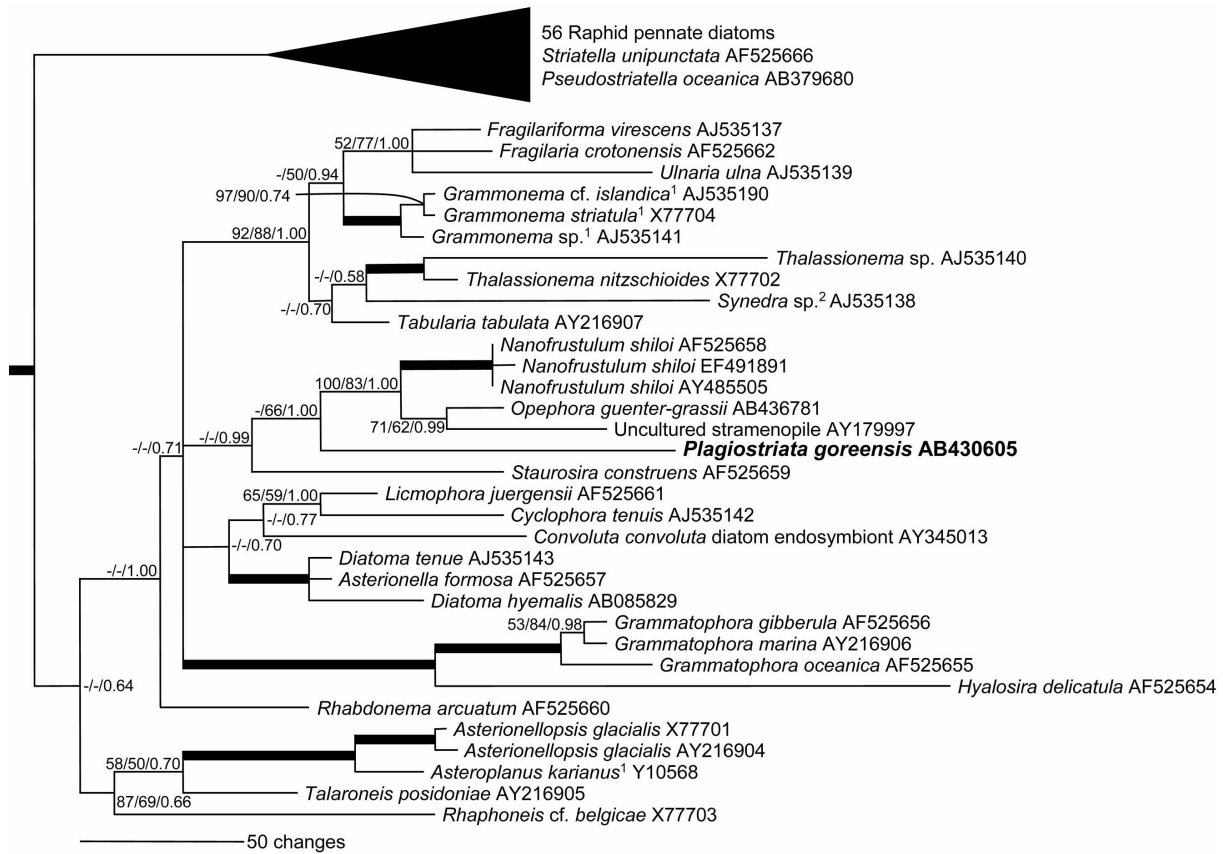 56 Raphid pennate diatoms
Striatella unipunctata AF525666
Pseudostriatella oceanica AB379680
Fragilariforma virescens AJ535137
52/77/1.00
Fragilaria crotonensis AF525662
-/50/0.94
Ulnaria ulna AJ535139
97/90/0.74
Grammonema cf. islandica¹ AJ535190
Grammonema striatula¹ X77704
92/88/1.00
Grammonema sp.¹ AJ535141
Thalassionema sp. AJ535140
-/-/0.58
Thalassionema nitzschioides X77702
-/-/0.70
Synedra sp.² AJ535138
Tabularia tabulata AY216907
Nanofrustulum shiloi AF525658
Nanofrustulum shiloi EF491891
100/83/1.00
Nanofrustulum shiloi AY485505
-/66/1.00
Opephora guenter-grassii AB436781
71/62/0.99
Uncultured stramenopile AY179997
-/-/0.99
-/-/0.71
Plagiostriata goreensis AB430605
Staurosira construens AF525659
65/59/1.00
Licmophora juergensii AF525661
-/-/0.77
Cyclophora tenuis AJ535142
Convoluta convoluta diatom endosymbiont AY345013
-/-/0.70
Diatoma tenue AJ535143
-/-/1.00
Asterionella formosa AF525657
Diatoma hyemalis AB085829
53/84/0.98
Grammatophora gibberula AF525656
Grammatophora marina AY216906
Grammatophora oceanica AF525655
-/-/0.64
Hyalosira delicatula AF525654
Rhabdonema arcuatum AF525660
Asterionellopsis glacialis X77701
Asterionellopsis glacialis AY216904
58/50/0.70
Asteroplanus karianus¹ Y10568
Talaroneis posidoniae AY216905
87/69/0.66
Rhaphoneis cf. belgicae X77703
50 changes